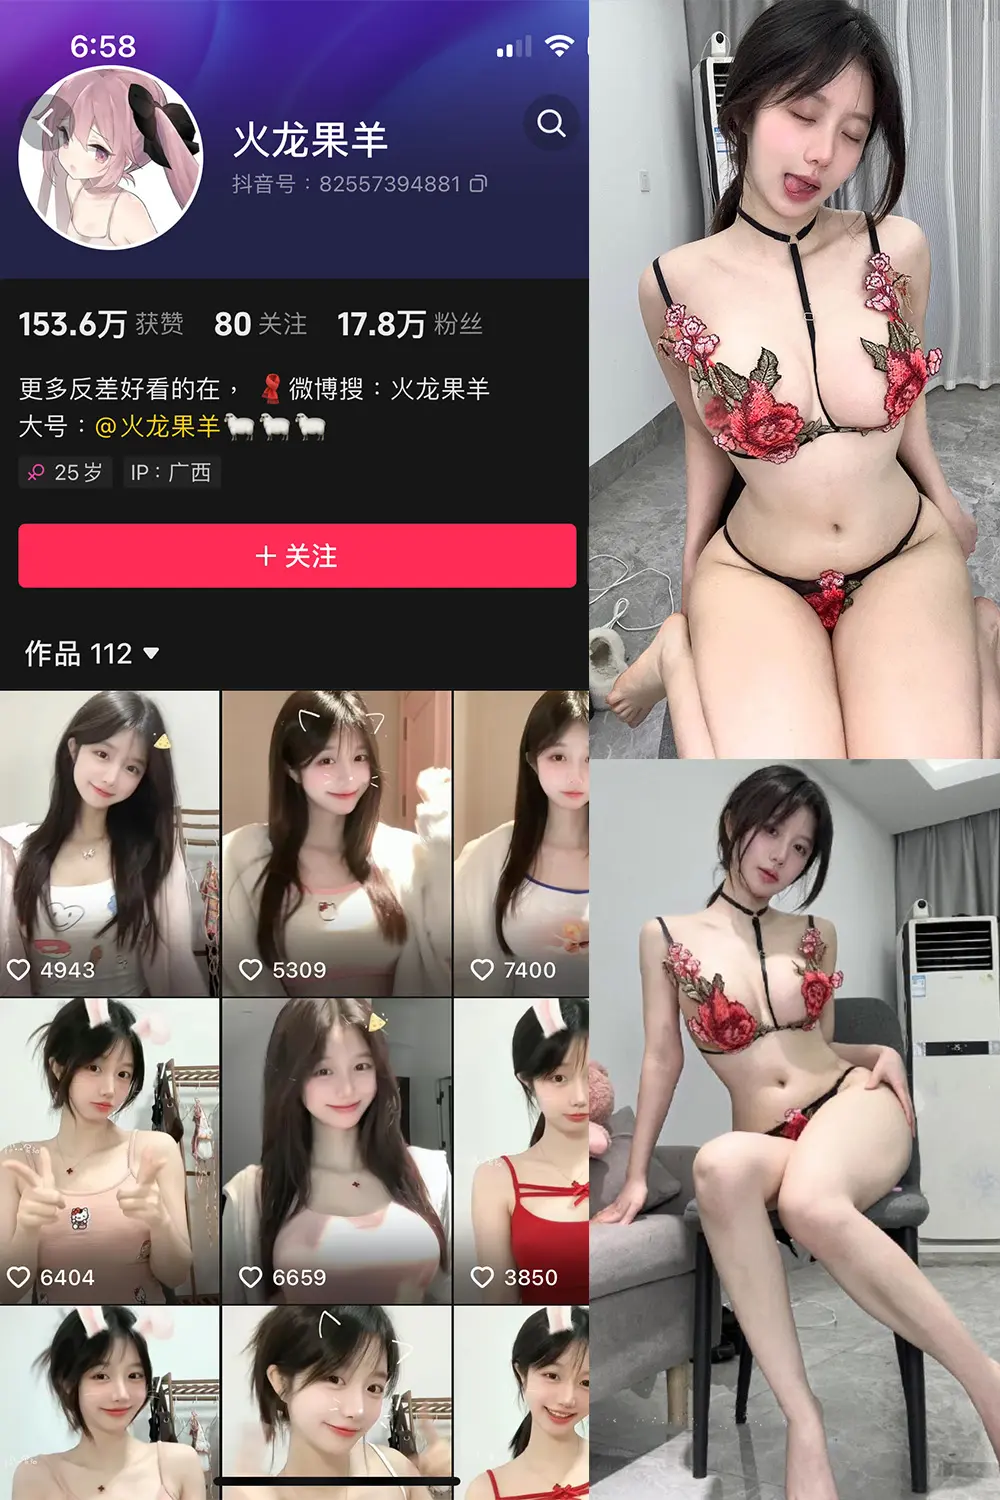 6:58
火龙果羊
抖音号：82557394881
153.6万 获赞 80 关注 17.8万 粉丝
更多反差好看的在， 🧣微博搜：火龙果羊
大号：@火龙果羊🐑🐑🐑
25岁 IP：广西
+ 关注
作品 112
4943
5309
7400
6404
6659
3850